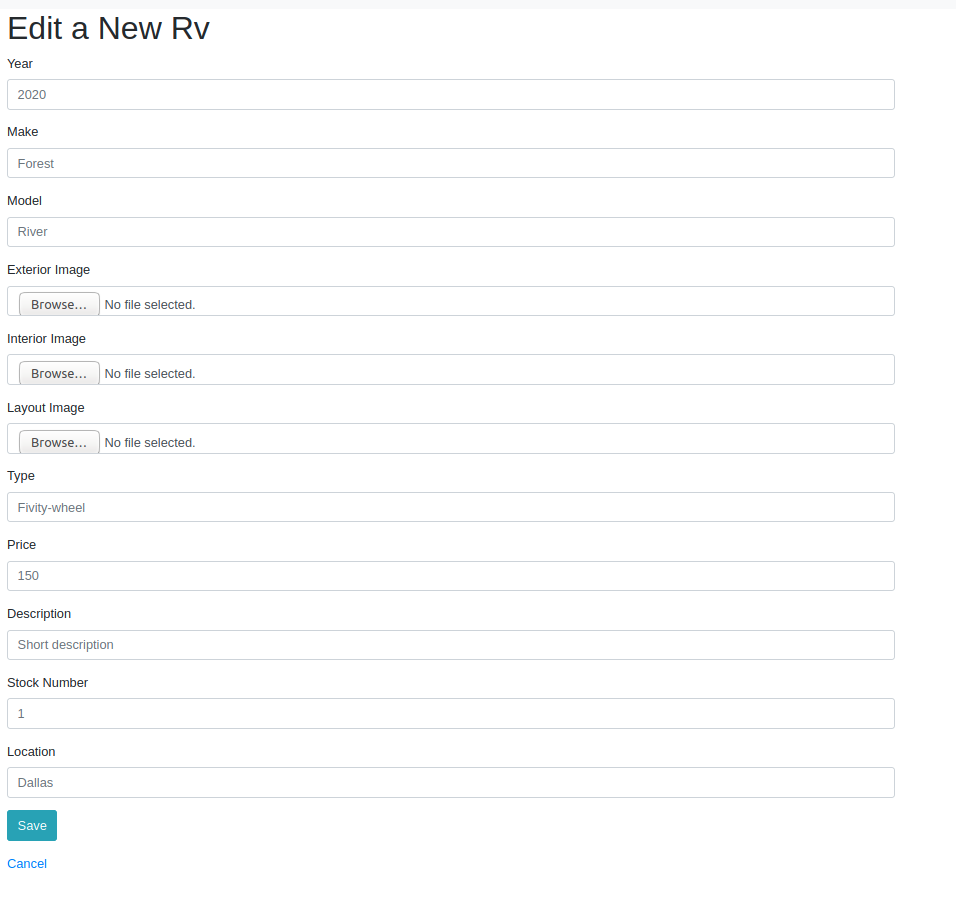 Edit a New Rv
Year
2020
Make
Forest
Model
River
Exterior Image
Browse... No file selected.
Interior Image
Browse... No file selected.
Layout Image
Browse... No file selected.
Type
Fivity-wheel
Price
150
Description
Short description
Stock Number
1
Location
Dallas
Save
Cancel